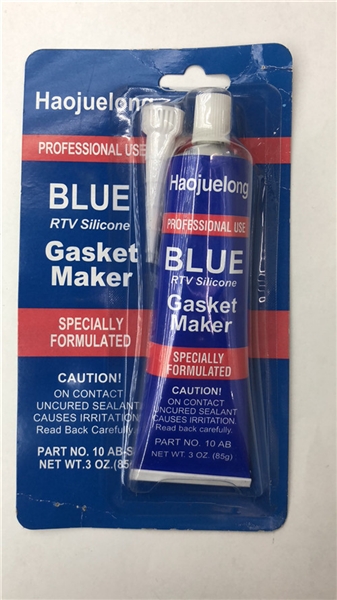 Haojuelong
PROFESSIONAL USE
BLUE
RTV Silicone
Gasket
Maker
SPECIALLY
FORMULATED
CAUTION!
ON CONTACT
UNCURED SEALANT
CAUSES IRRITATION.
Read Back Carefully.
PART NO. 10 AB-S
NET WT. 3 OZ. (85g)
Haojuelong
PROFESSIONAL USE
BLUE
RTV Silicone
Gasket
Maker
SPECIALLY
FORMULATED
CAUTION!
ON CONTACT
UNCURED SEALANT
CAUSES IRRITATION.
Read Back carefully.
PART NO. 10 AB
NET WT. 3 OZ. (85g)